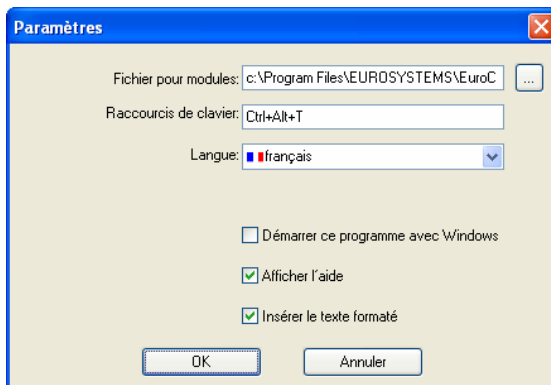 Paramètres
Fichier pour modules: c:\Program Files\EUROSYSTEMS\EuroC
...
Raccourcis de clavier: Ctrl+Alt+T
Langue: français
Démarrer ce programme avec Windows
Afficher l'aide
Insérer le texte formaté
OK Annuler